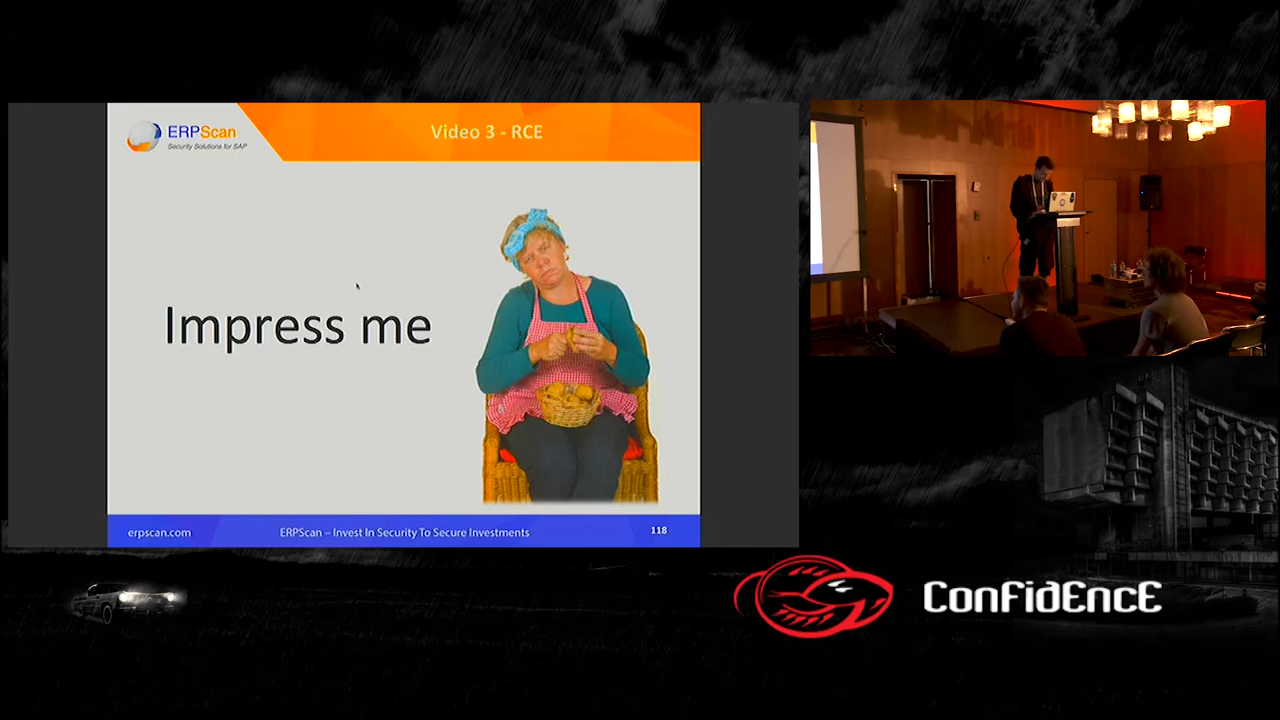 ERPScan
Security Solutions for SAP
Video 3 - RCE
Impress me
erpscan.com
ERPScan – Invest In Security To Secure Investments
118
ConFidEncE